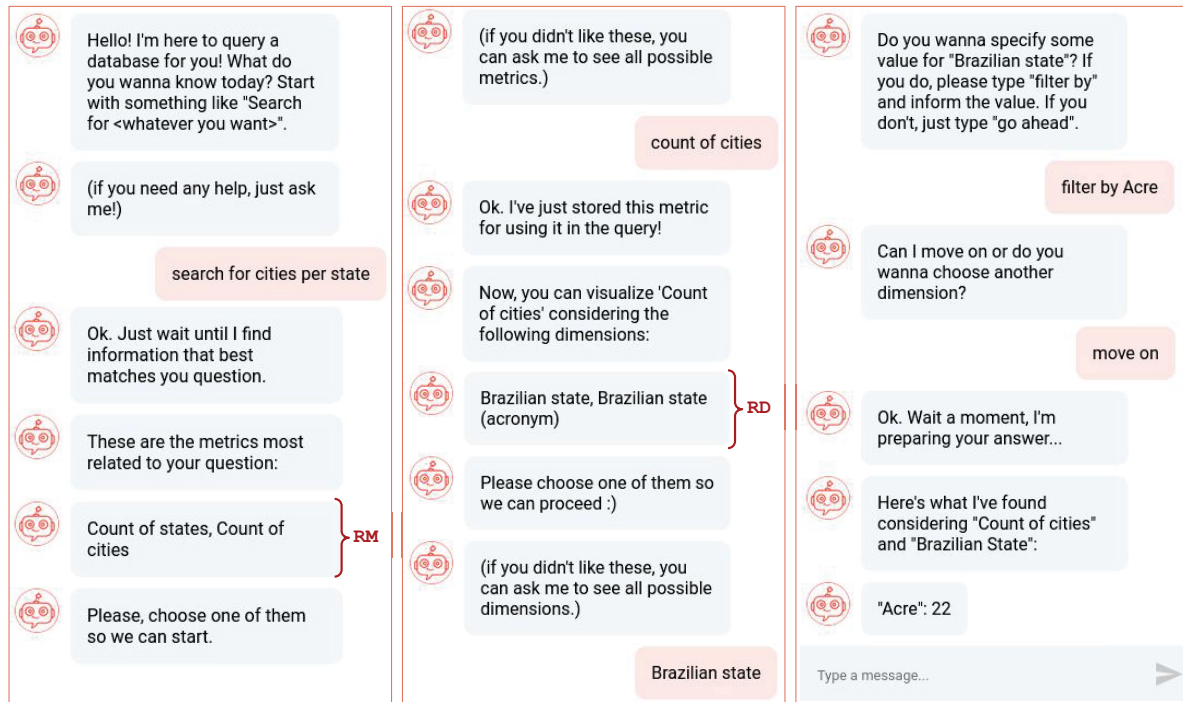 Hello! I'm here to query a
database for you! What do
you wanna know today? Start
with something like "Search
for <whatever you want>".
(if you need any help, just ask
me!)
search for cities per state
Ok. Just wait until I find
information that best
matches you question.
These are the metrics most
related to your question:
Count of states, Count of
cities
RM
Please, choose one of them
so we can start.
(if you didn't like these, you
can ask me to see all possible
metrics.)
count of cities
Ok. I've just stored this metric
for using it in the query!
Now, you can visualize 'Count
of cities' considering the
following dimensions:
Brazilian state, Brazilian state
(acronym)
RD
Please choose one of them so
we can proceed :)
(if you didn't like these, you
can ask me to see all possible
dimensions.)
Brazilian state
Do you wanna specify some
value for "Brazilian state"? If
you do, please type "filter by"
and inform the value. If you
don't, just type "go ahead".
filter by Acre
Can I move on or do you
wanna choose another
dimension?
move on
Ok. Wait a moment, I'm
preparing your answer...
Here's what I've found
considering "Count of cities"
and "Brazilian State":
"Acre": 22
Type a message...